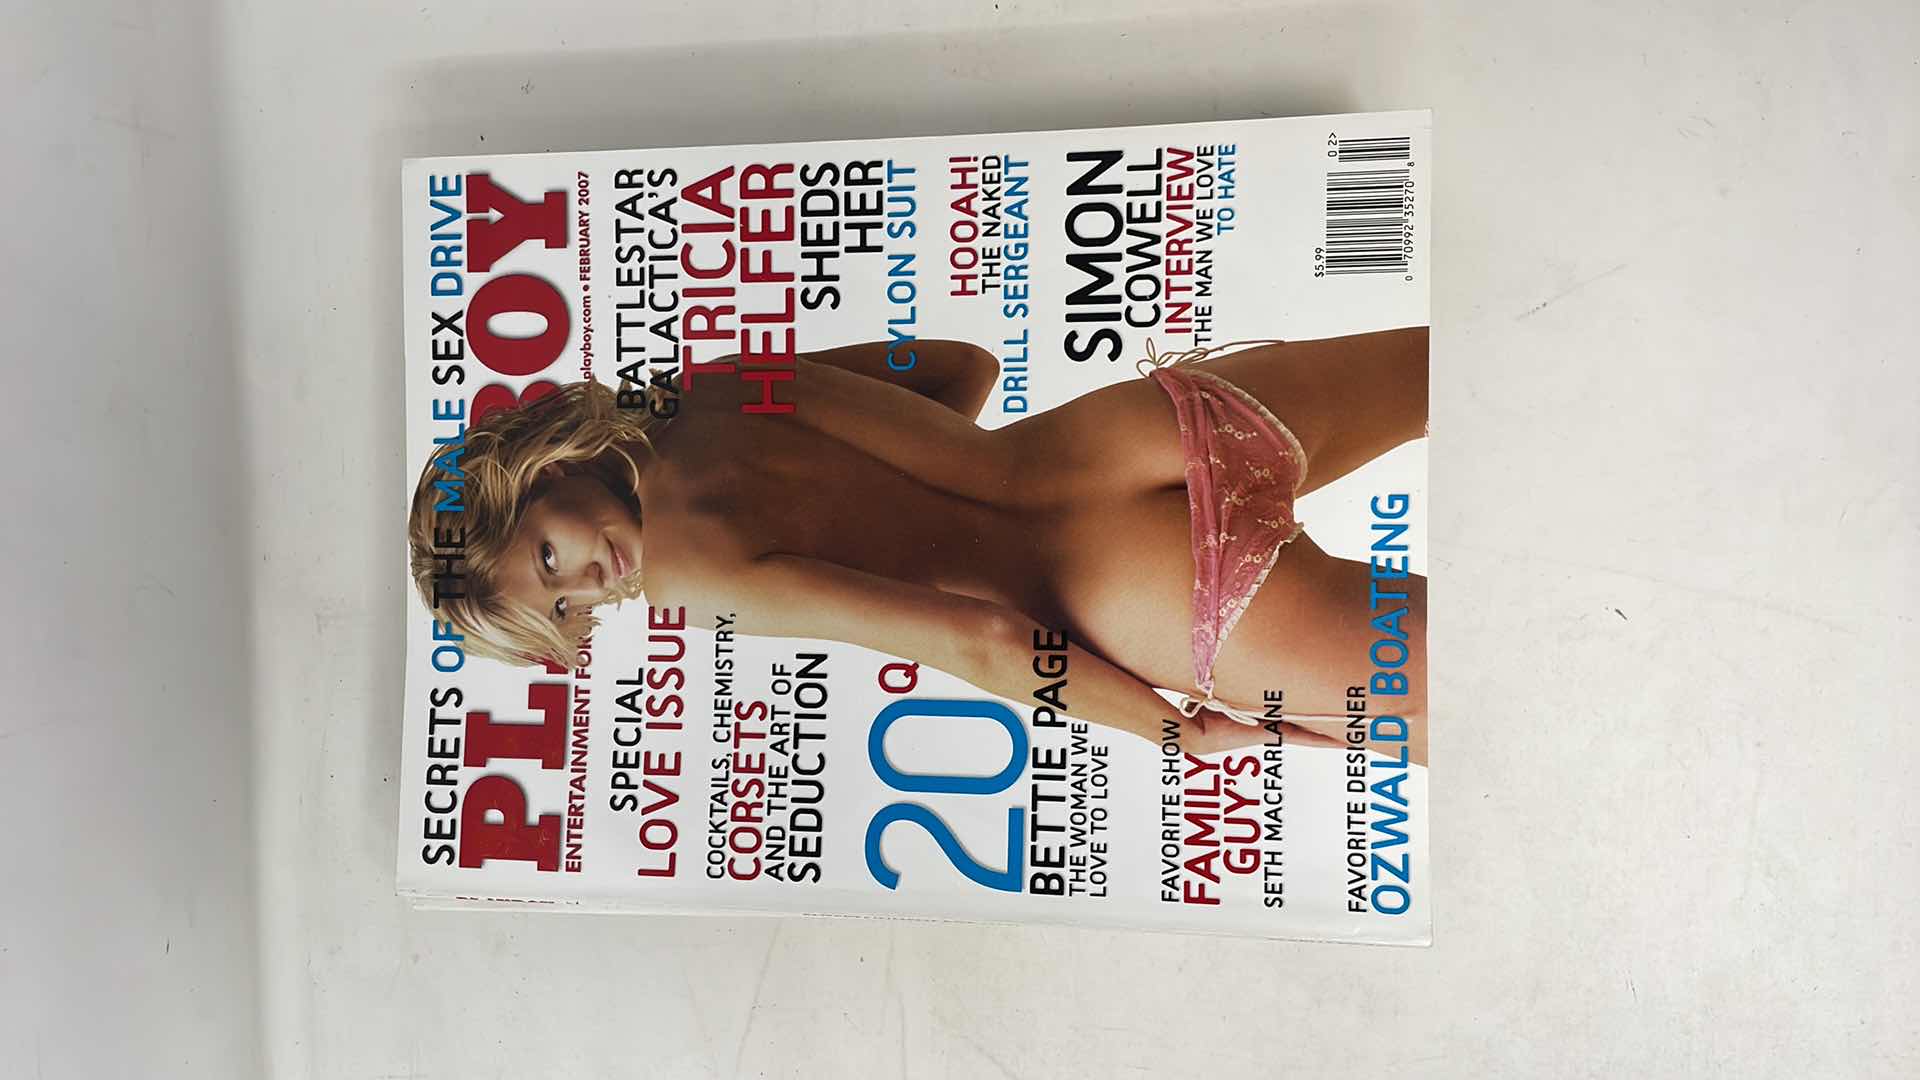 SECRETS OF THE MALE SEX DRIVE
PLAYBOY
ENTERTAINMENT FOR
playboy.com • FEBRUARY 2007
SPECIAL
LOVE ISSUE
COCKTAILS, CHEMISTRY,
CORSETS
AND THE ART OF
SEDUCTION
20Q
BETTIE PAGE
THE WOMAN WE
LOVE TO LOVE
FAVORITE SHOW
FAMILY
GUY'S
SETH MACFARLANE
FAVORITE DESIGNER
OZWALD BOATENG
BATTLESTAR
GALACTICA'S
TRICIA
HELFER
SHEDS
HER
CYLON SUIT
HOOAH!
THE NAKED
DRILL SERGEANT
SIMON
COWELL
INTERVIEW
THE MAN WE LOVE
TO HATE
$5.99
02>
0 70992 35270 8